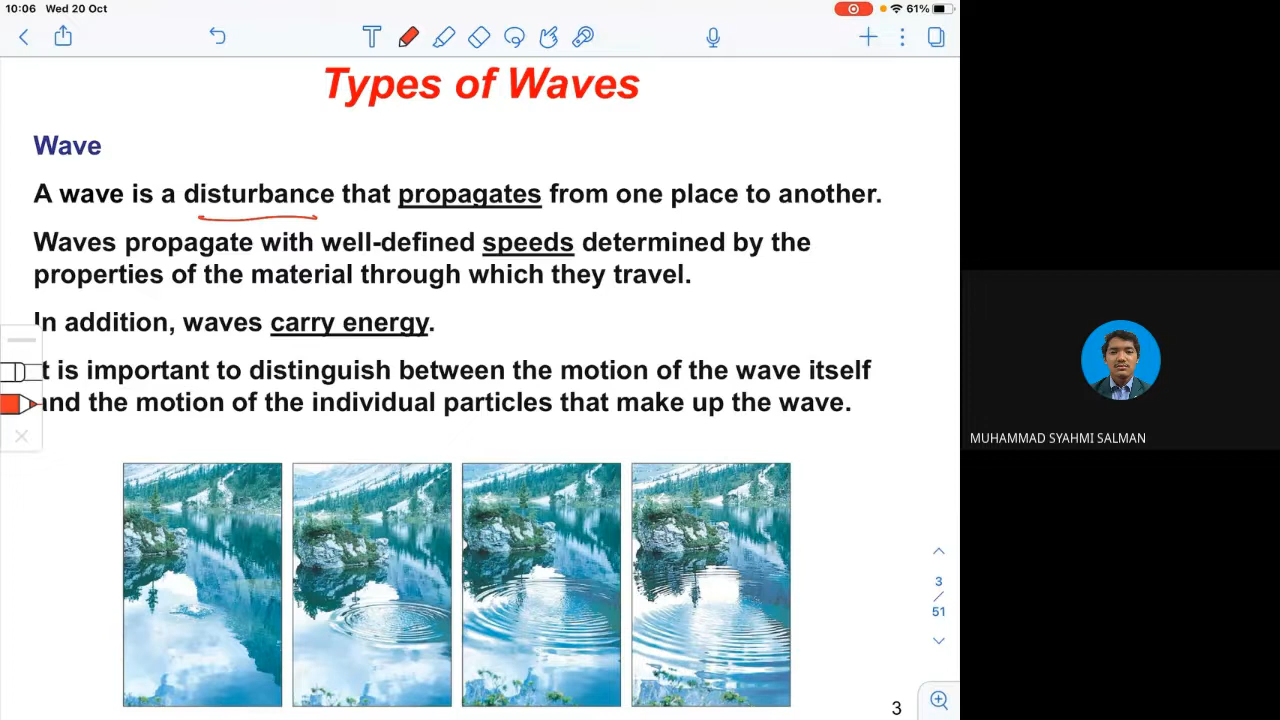 10:06 Wed 20 Oct
61%
Types of Waves
Wave
A wave is a disturbance that propagates from one place to another.
Waves propagate with well-defined speeds determined by the
properties of the material through which they travel.
In addition, waves carry energy.
t is important to distinguish between the motion of the wave itself
and the motion of the individual particles that make up the wave.
MUHAMMAD SYAHMI SALMAN
3
/
51
3